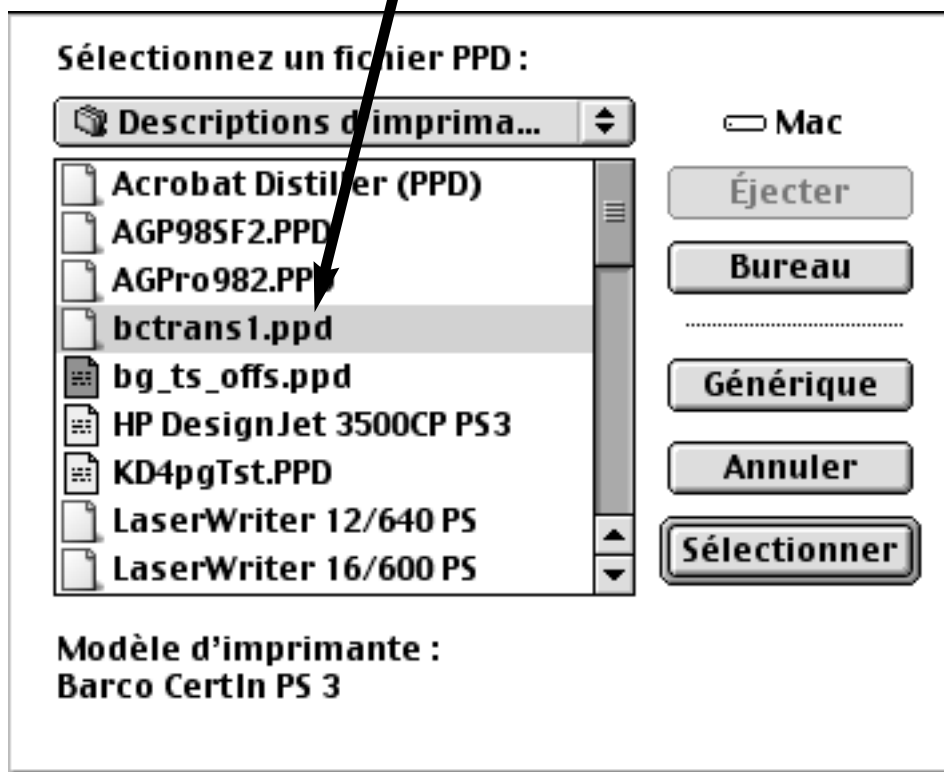 Sélectionnez un fichier PPD :
Descriptions d'imprima...
Mac
Acrobat Distiller (PPD)
AGP98SF2.PPD
AGPro982.PPD
bctrans1.ppd
bg_ts_offs.ppd
HP DesignJet 3500CP PS3
KD4pgTst.PPD
LaserWriter 12/640 PS
LaserWriter 16/600 PS
Éjecter
Bureau
Générique
Annuler
Sélectionner
Modèle d’imprimante :
Barco CertIn PS 3